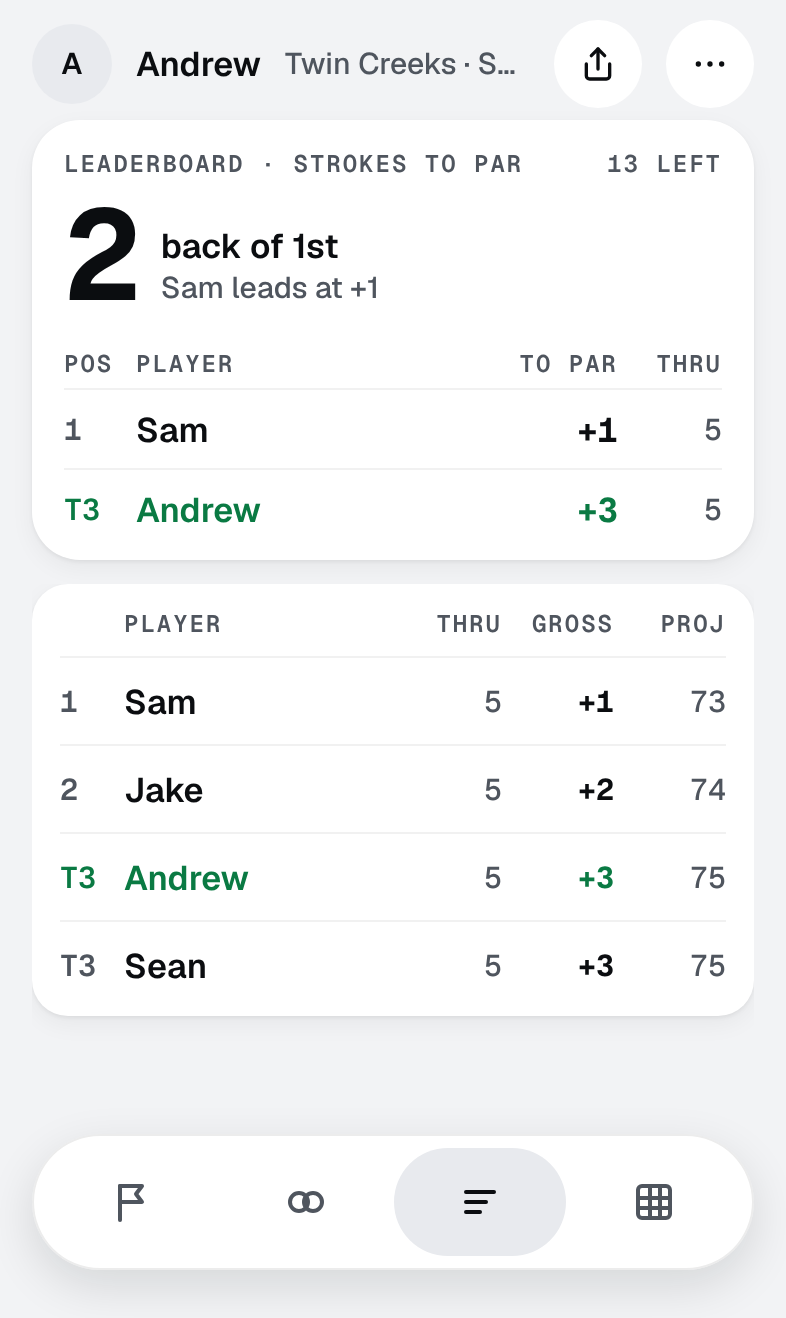 A Andrew Twin Creeks · S...
LEADERBOARD · STROKES TO PAR 13 LEFT
2 back of 1st
Sam leads at +1
POS PLAYER TO PAR THRU
1 Sam +1 5
T3 Andrew +3 5
PLAYER THRU GROSS PROJ
1 Sam 5 +1 73
2 Jake 5 +2 74
T3 Andrew 5 +3 75
T3 Sean 5 +3 75